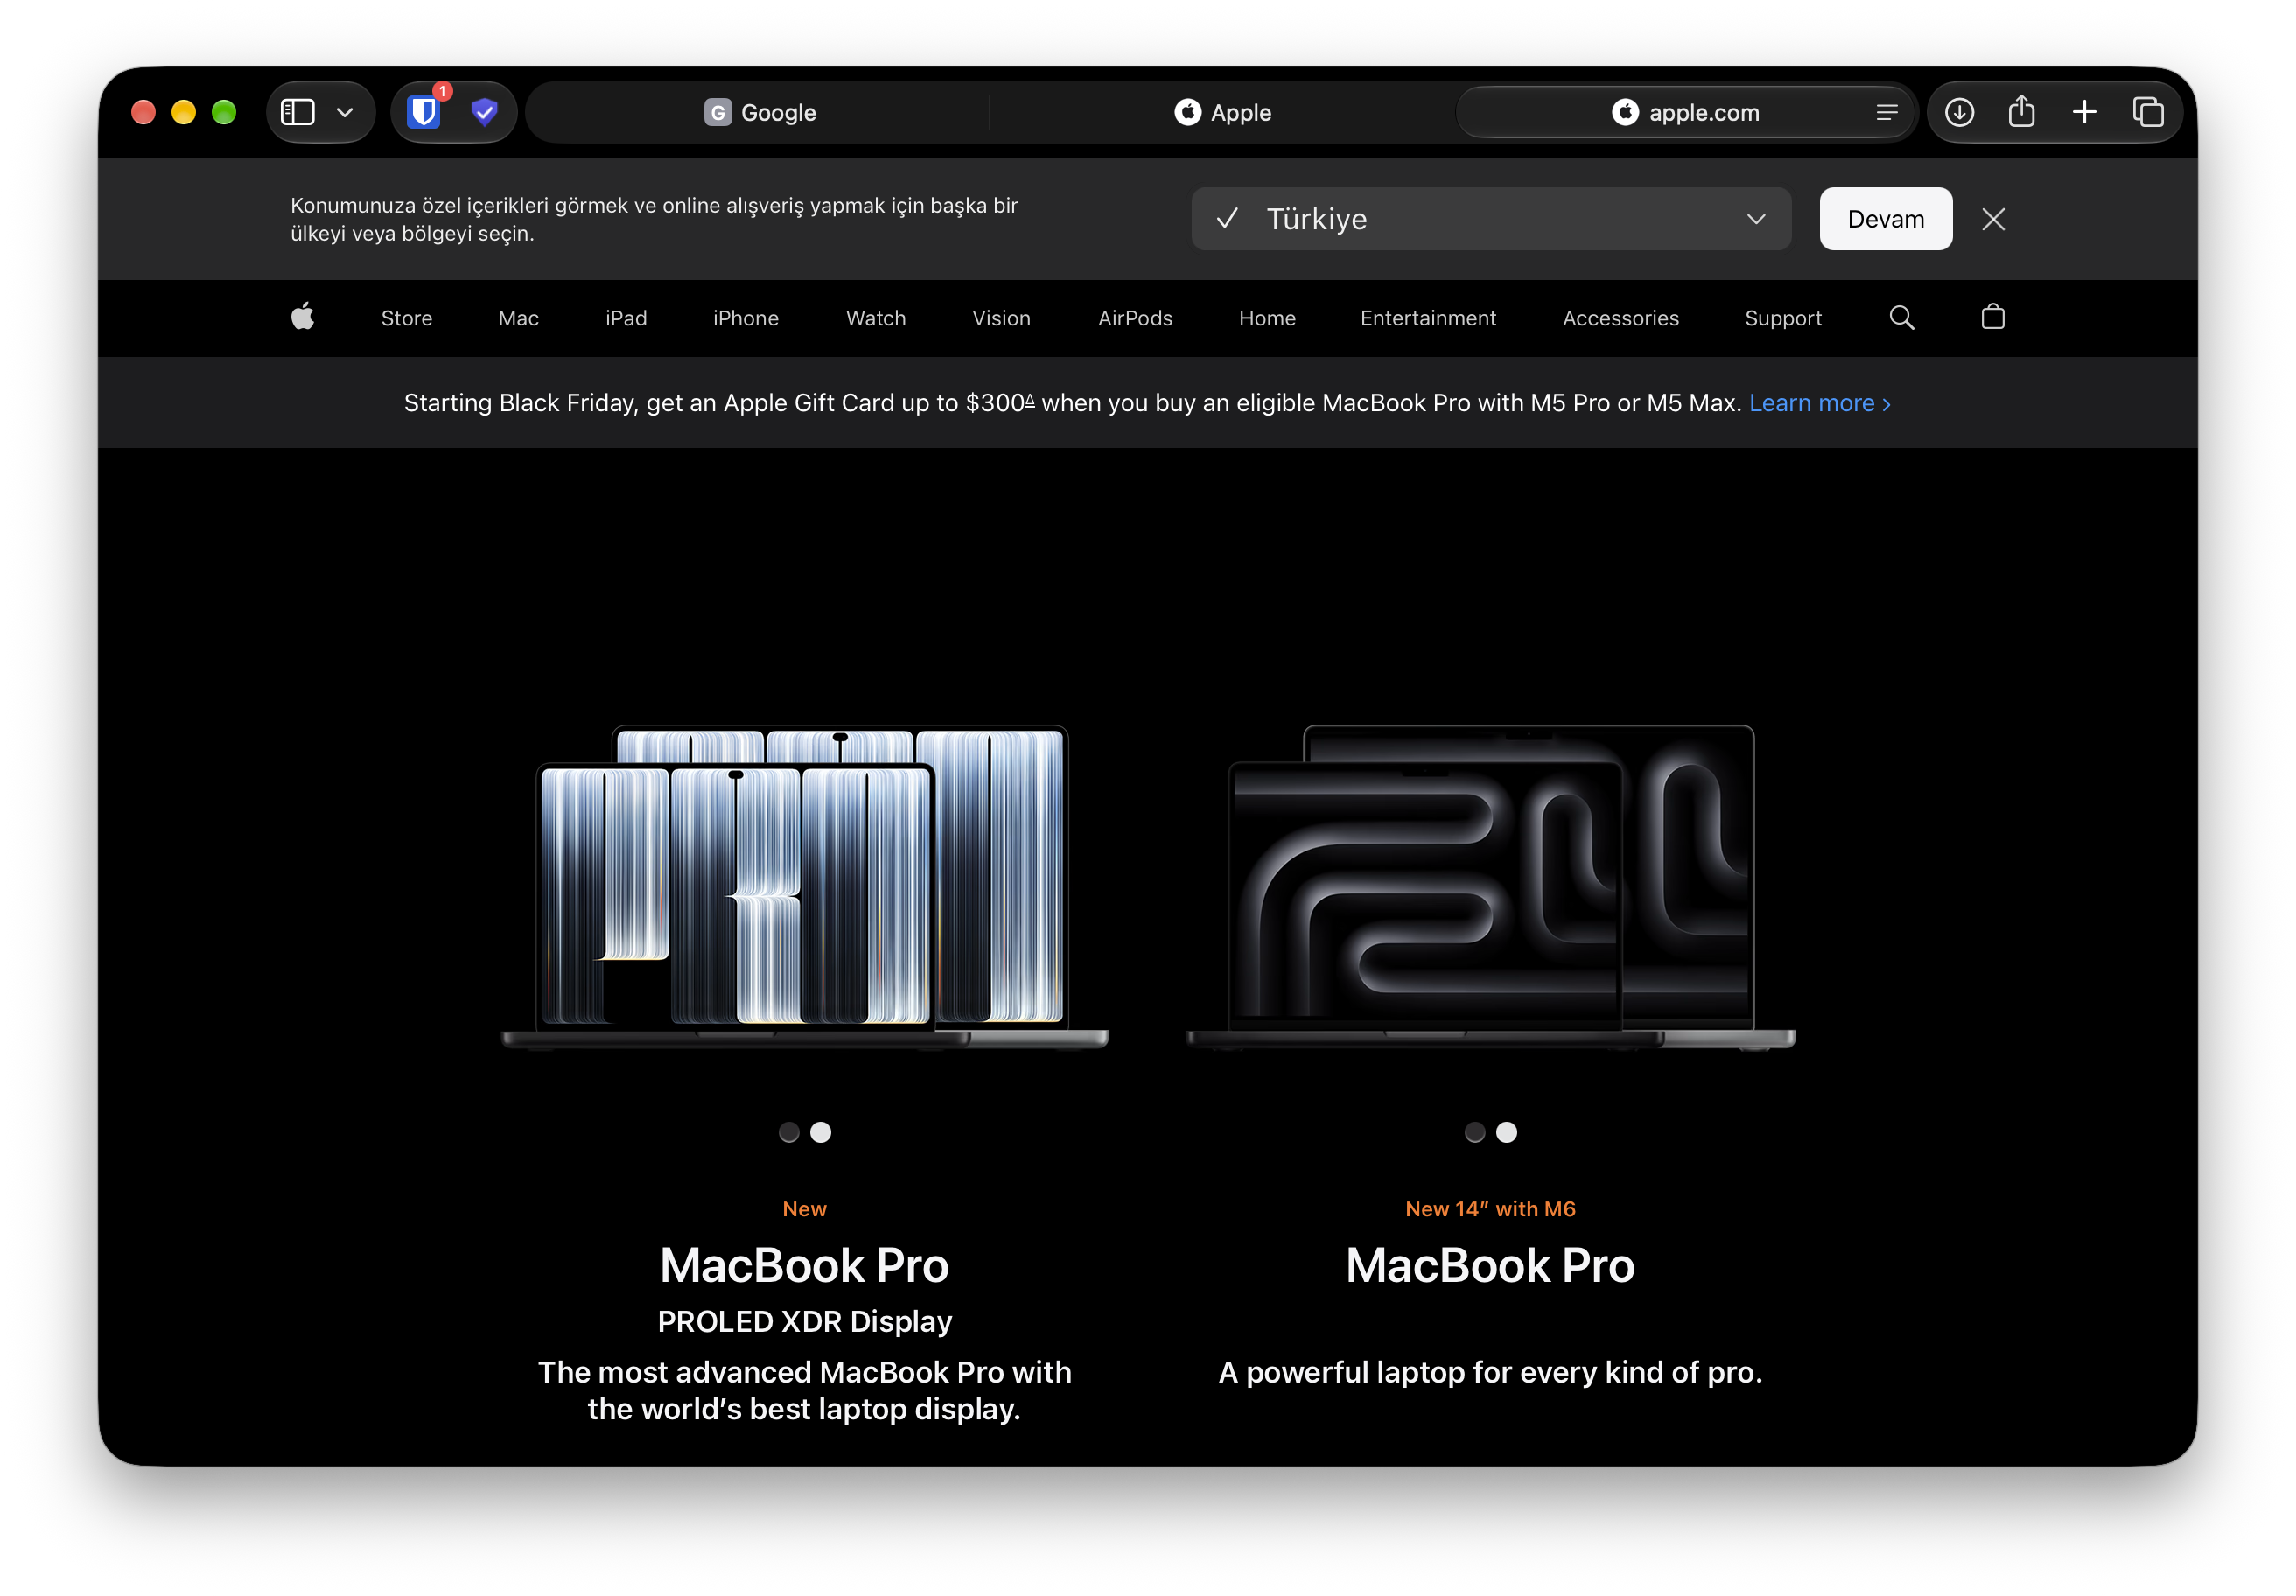 1
G Google
Apple
apple.com
Konumunuza özel içerikleri görmek ve online alışveriş yapmak için başka bir
ülkeyi veya bölgeyi seçin.
Türkiye
Devam
Store Mac iPad iPhone Watch Vision AirPods Home Entertainment Accessories Support
Starting Black Friday, get an Apple Gift Card up to $300∆ when you buy an eligible MacBook Pro with M5 Pro or M5 Max. Learn more >
New
MacBook Pro
PROLED XDR Display
The most advanced MacBook Pro with
the world’s best laptop display.
New 14” with M6
MacBook Pro
A powerful laptop for every kind of pro.